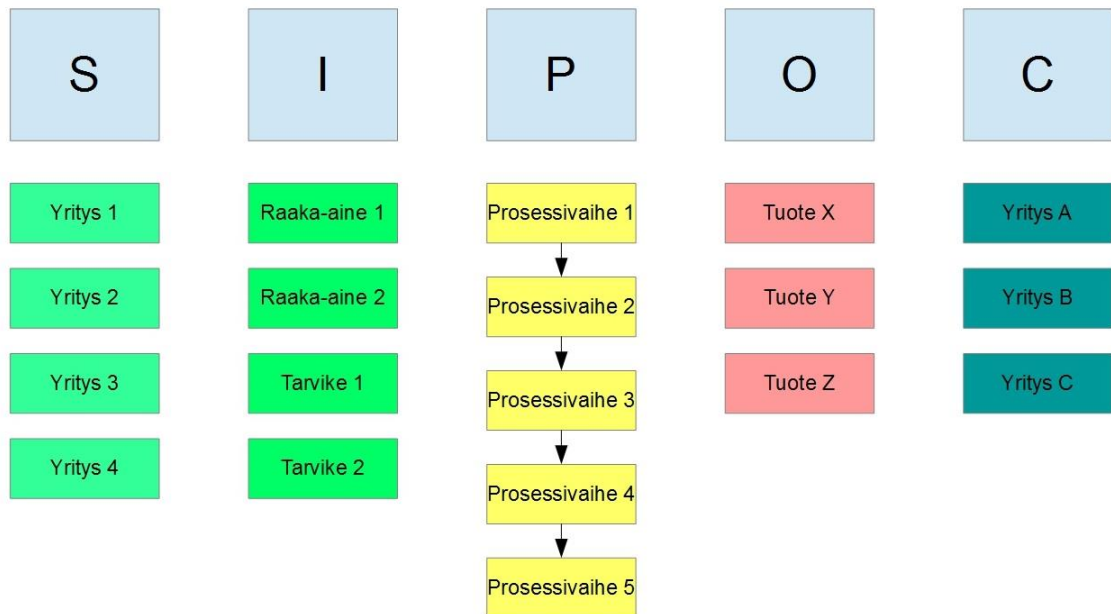 S
I
P
O
C
Yritys 1
Yritys 2
Yritys 3
Yritys 4
Raaka-aine 1
Raaka-aine 2
Tarvike 1
Tarvike 2
Prosessivaihe 1
Prosessivaihe 2
Prosessivaihe 3
Prosessivaihe 4
Prosessivaihe 5
Tuote X
Tuote Y
Tuote Z
Yritys A
Yritys B
Yritys C